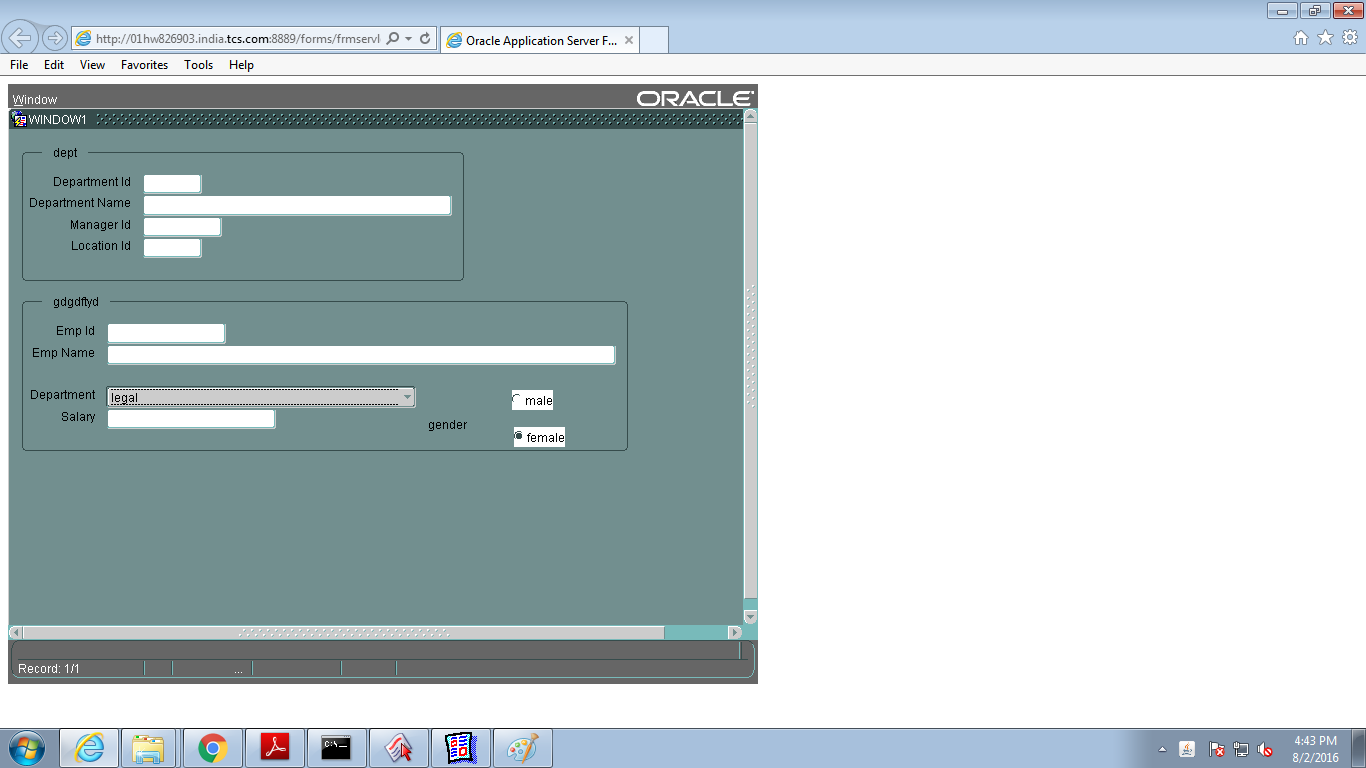 http://01hw826903.india.tcs.com:8889/forms/frmservl
Oracle Application Server F...
File Edit View Favorites Tools Help
Window
ORACLE
WINDOW1
dept
Department Id
Department Name
Manager Id
Location Id
gdgdftyd
Emp Id
Emp Name
Department legal
male
Salary
gender
female
Record: 1/1
...
C:\_
4:43 PM
8/2/2016